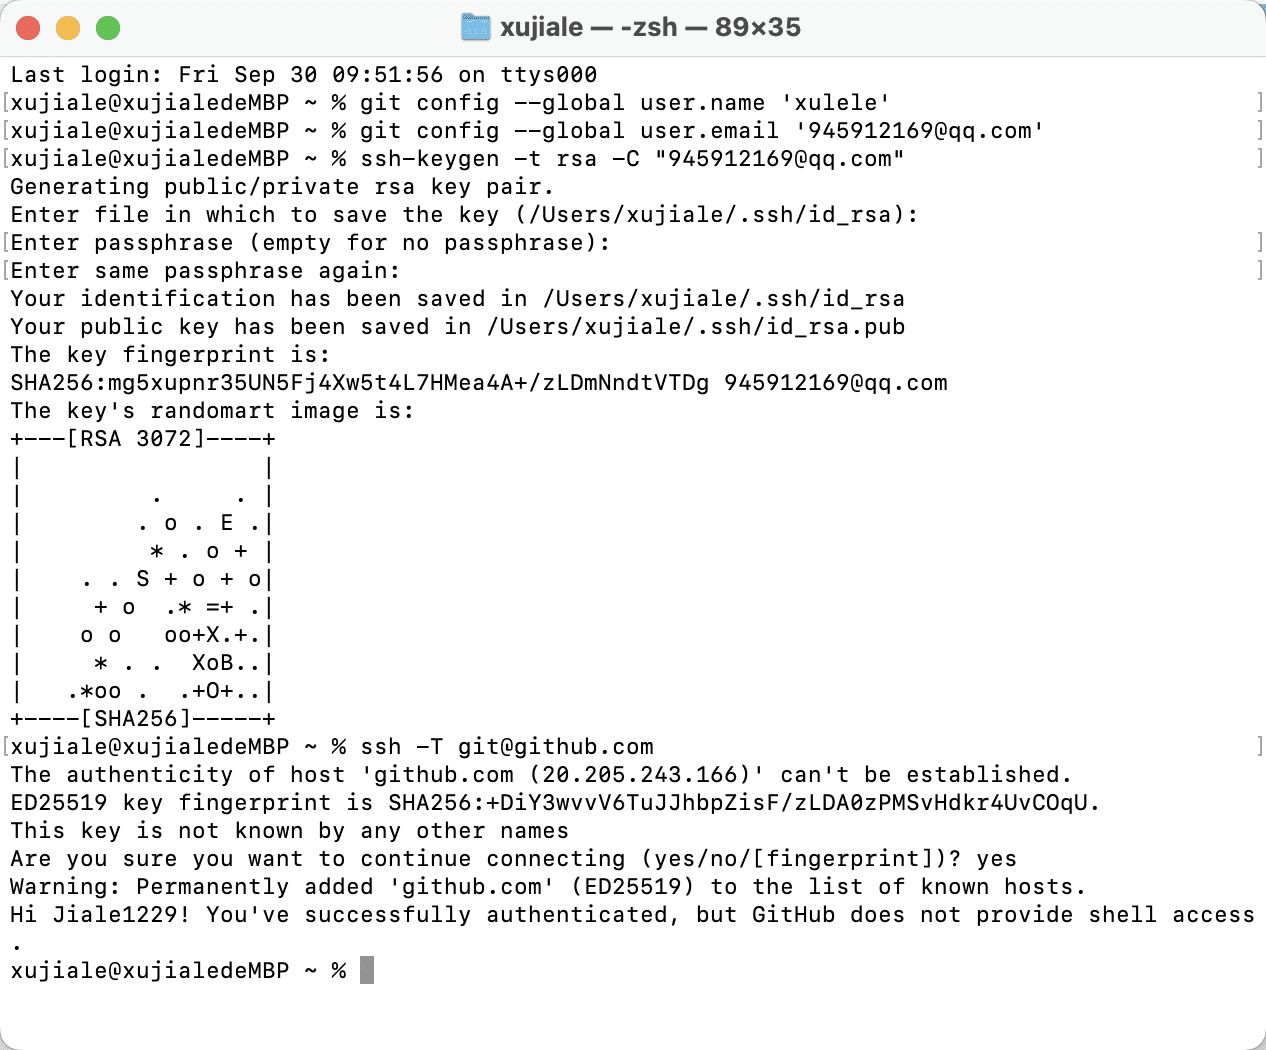 xujiale — -zsh — 89×35
Last login: Fri Sep 30 09:51:56 on ttys000
[xujiale@xujialedeMBP ~ % git config --global user.name 'xulele' ]
[xujiale@xujialedeMBP ~ % git config --global user.email '945912169@qq.com' ]
[xujiale@xujialedeMBP ~ % ssh-keygen -t rsa -C "945912169@qq.com" ]
Generating public/private rsa key pair.
Enter file in which to save the key (/Users/xujiale/.ssh/id_rsa):
[Enter passphrase (empty for no passphrase): ]
[Enter same passphrase again: ]
Your identification has been saved in /Users/xujiale/.ssh/id_rsa
Your public key has been saved in /Users/xujiale/.ssh/id_rsa.pub
The key fingerprint is:
SHA256:mg5xupnr35UN5Fj4Xw5t4L7HMea4A+/zLDmNndtVTDg 945912169@qq.com
The key's randomart image is:
+---[RSA 3072]----+
|                 |
|         .     . |
|        . o . E .|
|         * . o + |
|    . . S + o + o|
|     + o  .* =+ .|
|    o o   oo+X.+.|
|     * . .  XoB..|
|   .*oo .  .+O+..|
+----[SHA256]-----+
[xujiale@xujialedeMBP ~ % ssh -T git@github.com ]
The authenticity of host 'github.com (20.205.243.166)' can't be established.
ED25519 key fingerprint is SHA256:+DiY3wvvV6TuJJhbpZisF/zLDA0zPMSvHdkr4UvCOqU.
This key is not known by any other names
Are you sure you want to continue connecting (yes/no/[fingerprint])? yes
Warning: Permanently added 'github.com' (ED25519) to the list of known hosts.
Hi Jiale1229! You've successfully authenticated, but GitHub does not provide shell access
.
xujiale@xujialedeMBP ~ %